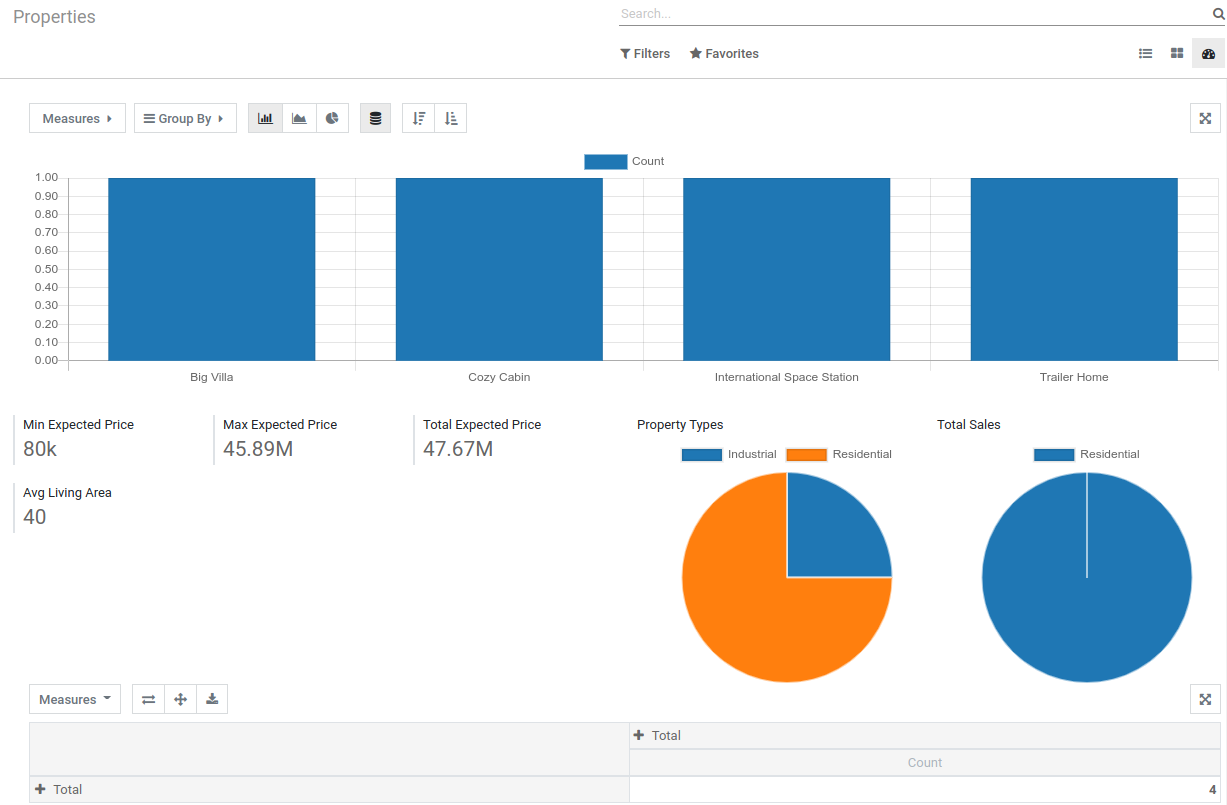 Properties
Search...
Filters Favorites
Measures Group By
Count
1.00
0.90
0.80
0.70
0.60
0.50
0.40
0.30
0.20
0.10
0.00
Big Villa Cozy Cabin International Space Station Trailer Home
Min Expected Price Max Expected Price Total Expected Price
80k 45.89M 47.67M
Avg Living Area
40
Property Types
Industrial Residential
Total Sales
Residential
Measures
Total
Count
Total 4